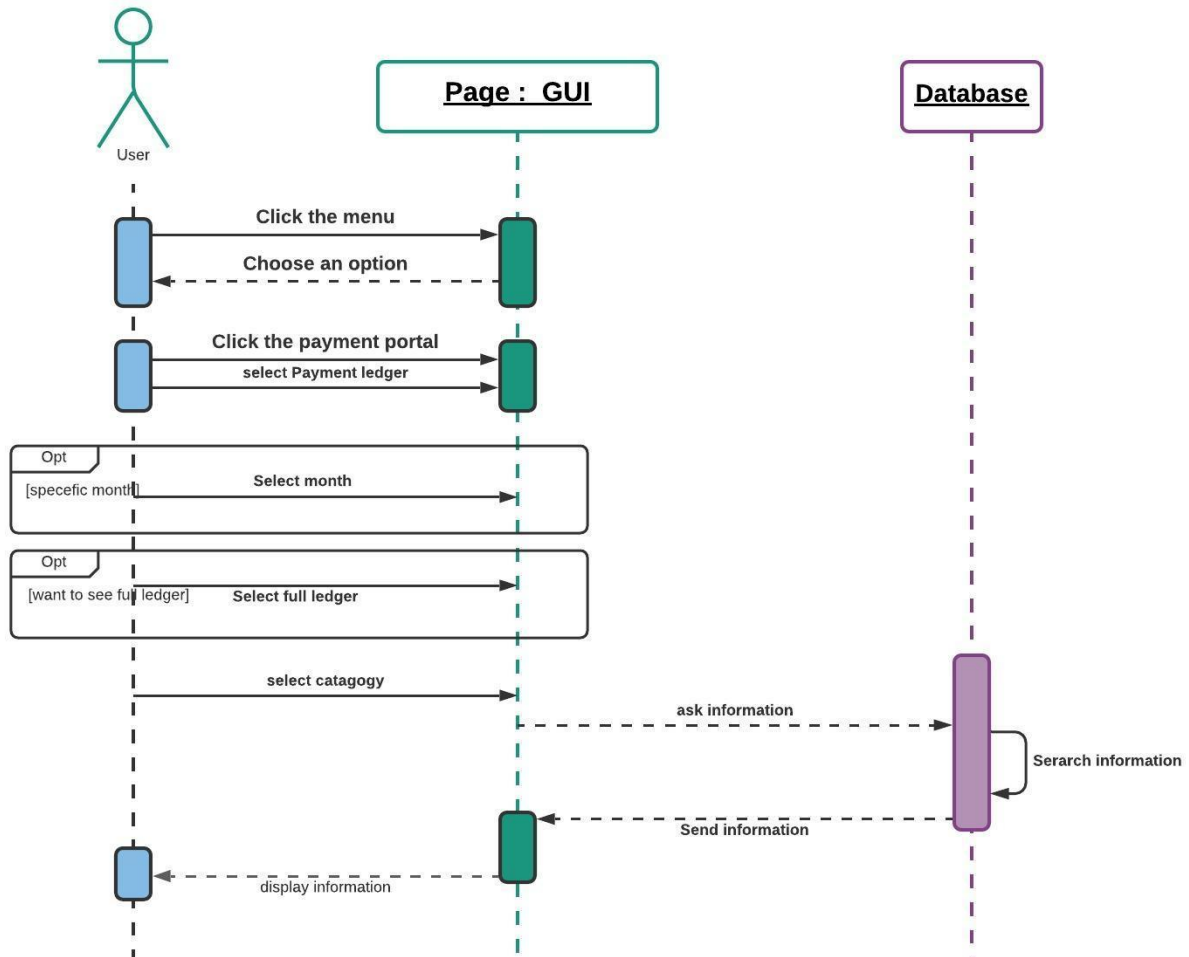 Page :  GUI
Database
User
Click the menu
Choose an option
Click the payment portal
select Payment ledger
Opt
[specefic month]
Select month
Opt
[want to see full ledger]
Select full ledger
select catagogy
ask information
Serarch information
Send information
display information